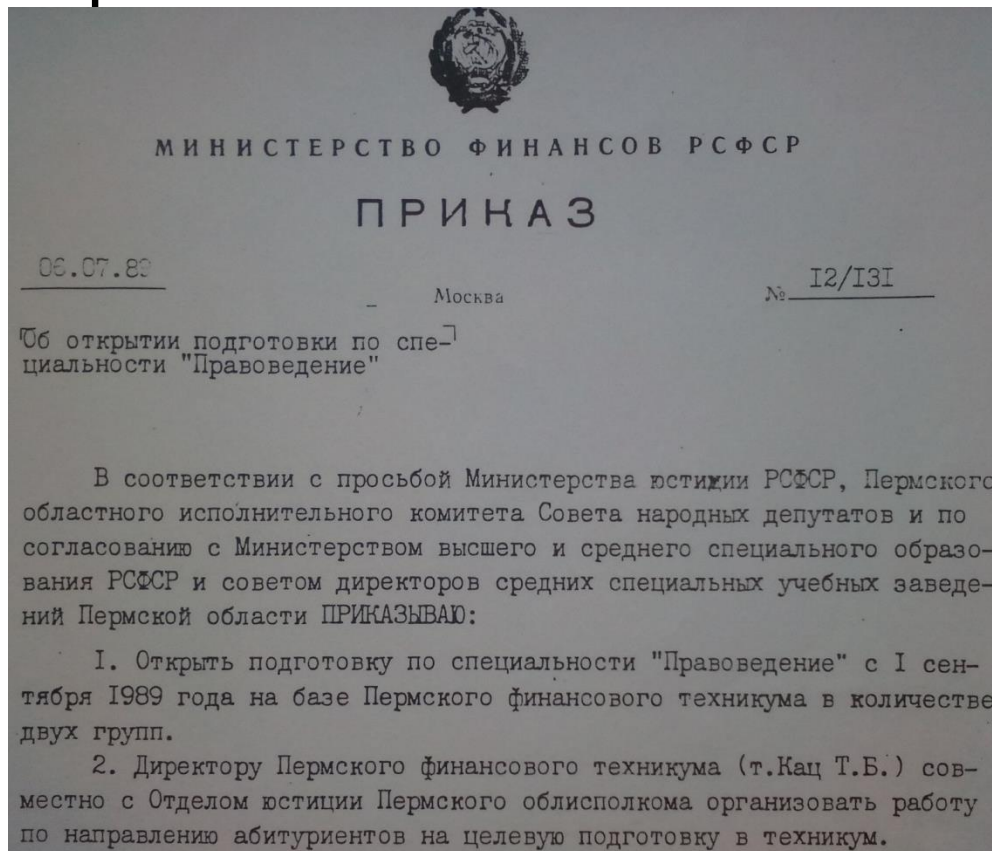 МИНИСТЕРСТВО ФИНАНСОВ РСФСР
ПРИКАЗ
06.07.89
Москва
№ I2/I3I
Об открытии подготовки по спе-
циальности "Правоведение"
В соответствии с просьбой Министерства юстиции РСФСР, Пермского
областного исполнительного комитета Совета народных депутатов и по
согласованию с Министерством высшего и среднего специального образо-
вания РСФСР и советом директоров средних специальных учебных заведе-
ний Пермской области ПРИКАЗЫВАЮ:
I. Открыть подготовку по специальности "Правоведение" с I сен-
тября I989 года на базе Пермского финансового техникума в количестве
двух групп.
2. Директору Пермского финансового техникума (т.Кац Т.Б.) сов-
местно с Отделом юстиции Пермского облисполкома организовать работу
по направлению абитуриентов на целевую подготовку в техникум.